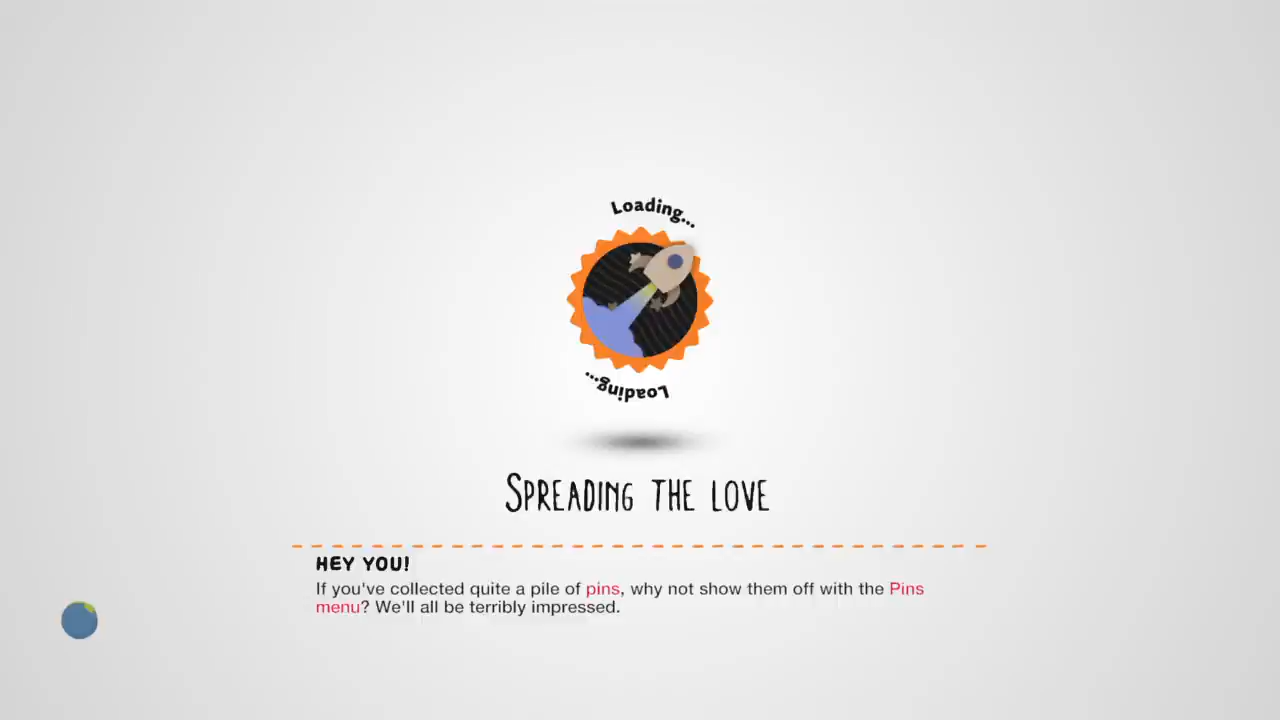 Loading...
Loading...
SPREADING THE LOVE
HEY YOU!
If you've collected quite a pile of pins, why not show them off with the Pins
menu? We'll all be terribly impressed.